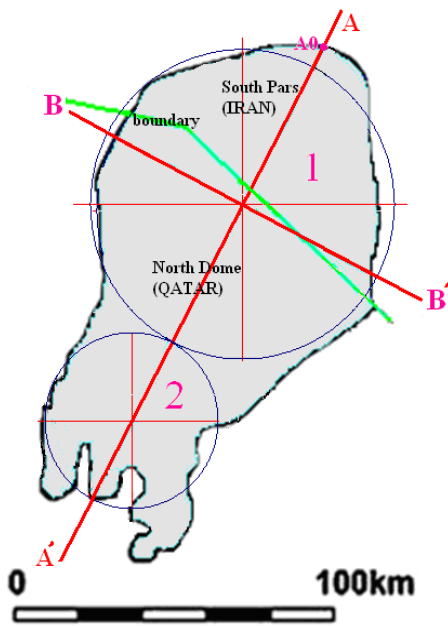 A
A0
South Pars
(IRAN)
B
boundary
1
North Dome
(QATAR)
B'
2
A'
0
100km